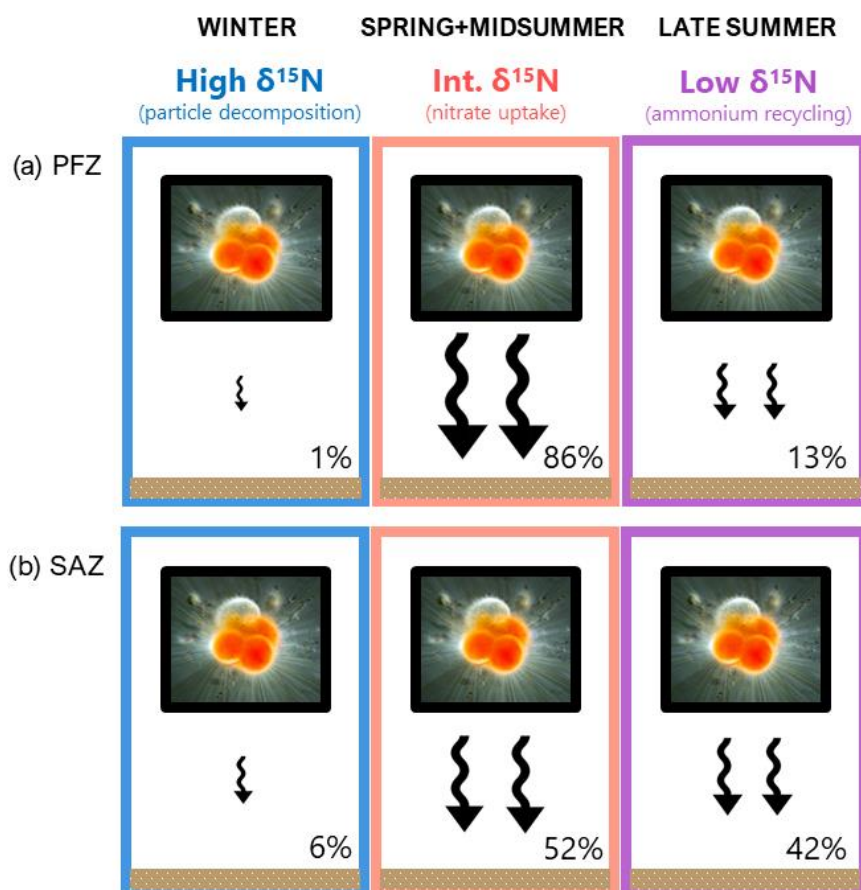 WINTER SPRING+MIDSUMMER LATE SUMMER
High δ¹⁵N Int. δ¹⁵N Low δ¹⁵N
(particle decomposition) (nitrate uptake) (ammonium recycling)
(a) PFZ
1% 86% 13%
(b) SAZ
6% 52% 42%